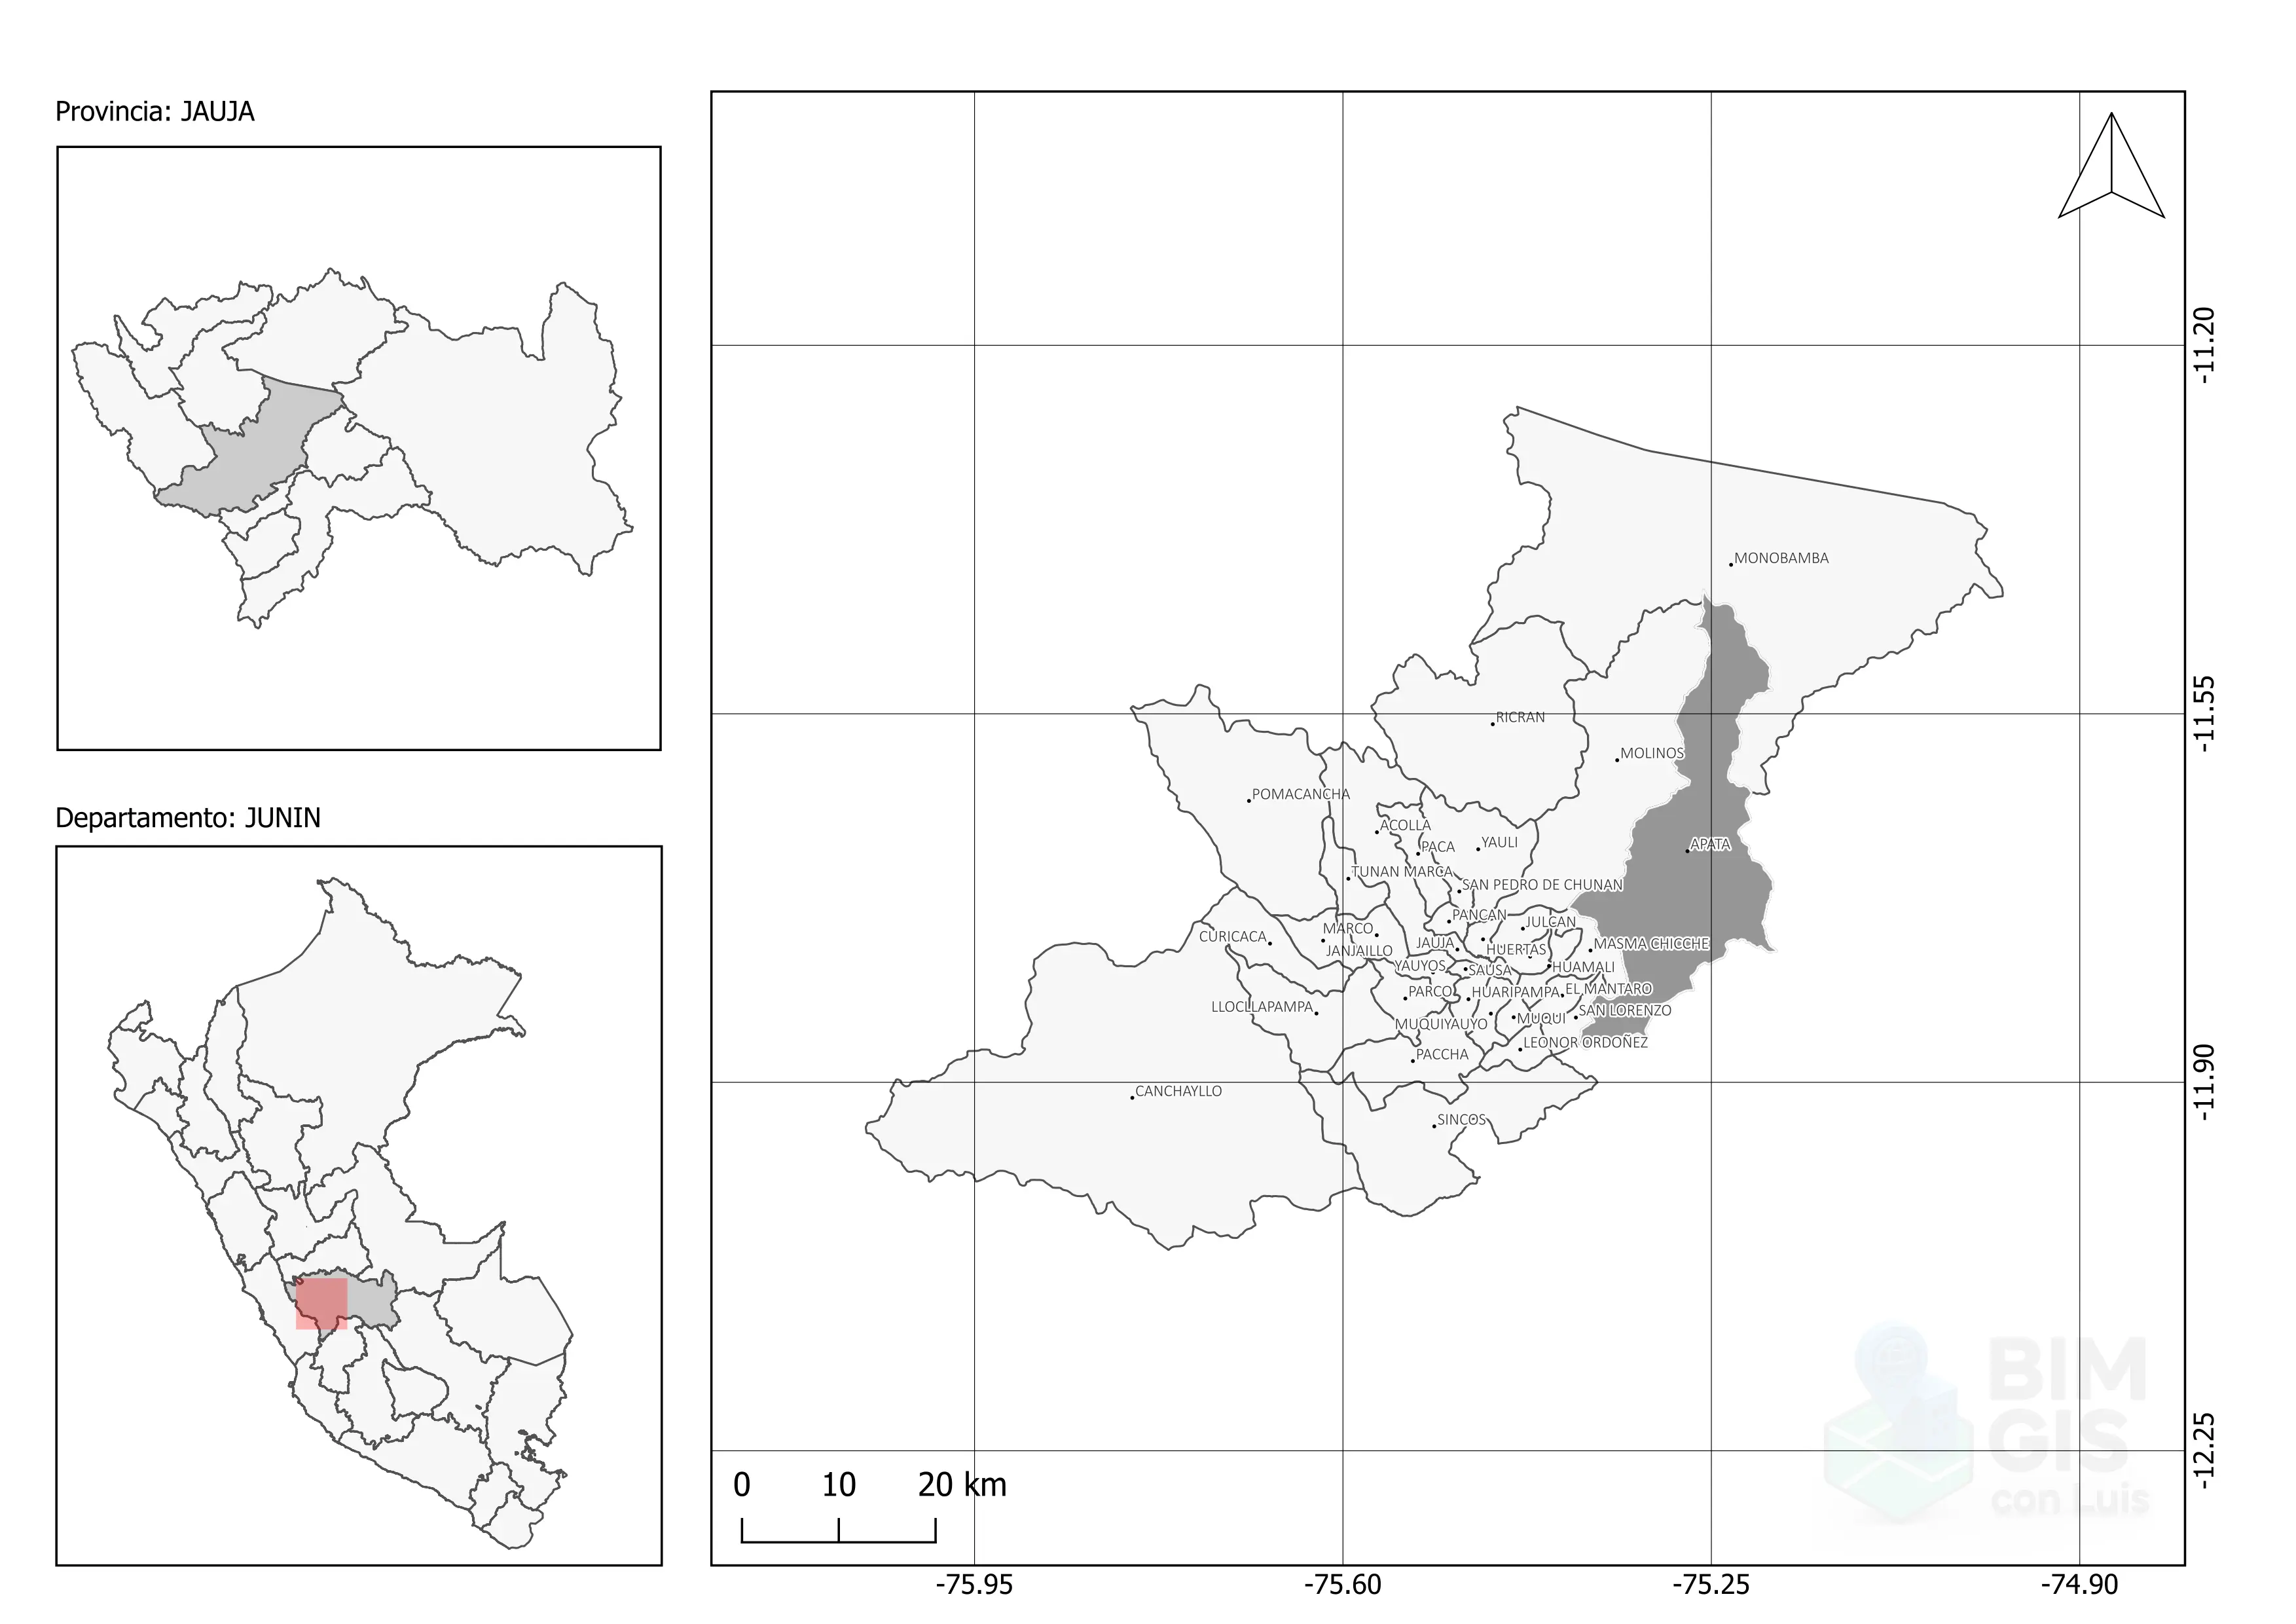 Provincia: JAUJA
Departamento: JUNIN
MONOBAMBA
RICRAN
MOLINOS
POMACANCHA
ACOLLA
YAULI
PACA
APATA
TUNAN MARCA
SAN PEDRO DE CHUNAN
PANCAN
JULCAN
MARCO
CURICACA
JAUJA
MASMA CHICCHE
JANJAILLO
HUERTAS
YAUYOS
SAUSA
HUAMALI
PARCO
HUARIPAMPA
EL MANTARO
LLOCLLAPAMPA
SAN LORENZO
MUQUIYAUYO
MUQUI
LEONOR ORDOÑEZ
PACCHA
CANCHAYLLO
SINCOS
-11.20
-11.55
-11.90
-12.25
BIM
GIS
con Luis
0 10 20 km
-75.95 -75.60 -75.25 -74.90